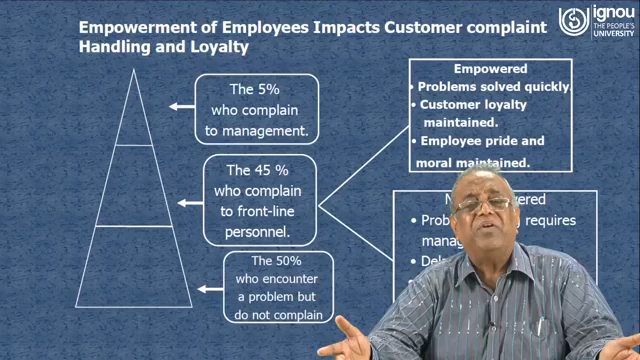 Empowerment of Employees Impacts Customer complaint
Handling and Loyalty
ignou
THE PEOPLE'S
UNIVERSITY
The 5%
who complain
to management.
The 45 %
who complain
to front-line
personnel.
The 50%
who encounter
a problem but
do not complain
Empowered
• Problems solved quickly.
• Customer loyalty
maintained.
• Employee pride and
moral maintained.
• requires
•